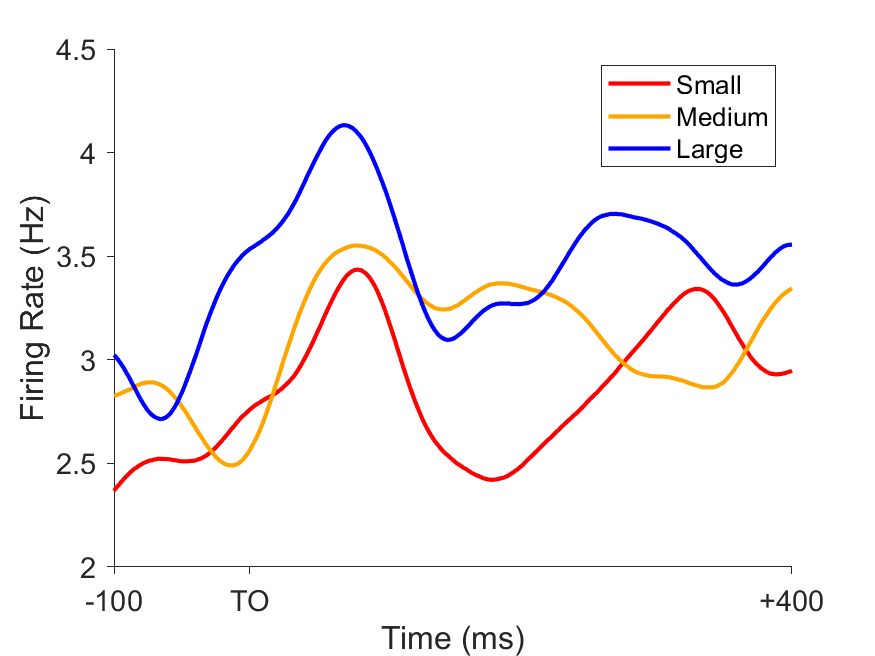 4.5
4
3.5
3
2.5
2
Firing Rate (Hz)
Small
Medium
Large
-100
TO
+400
Time (ms)